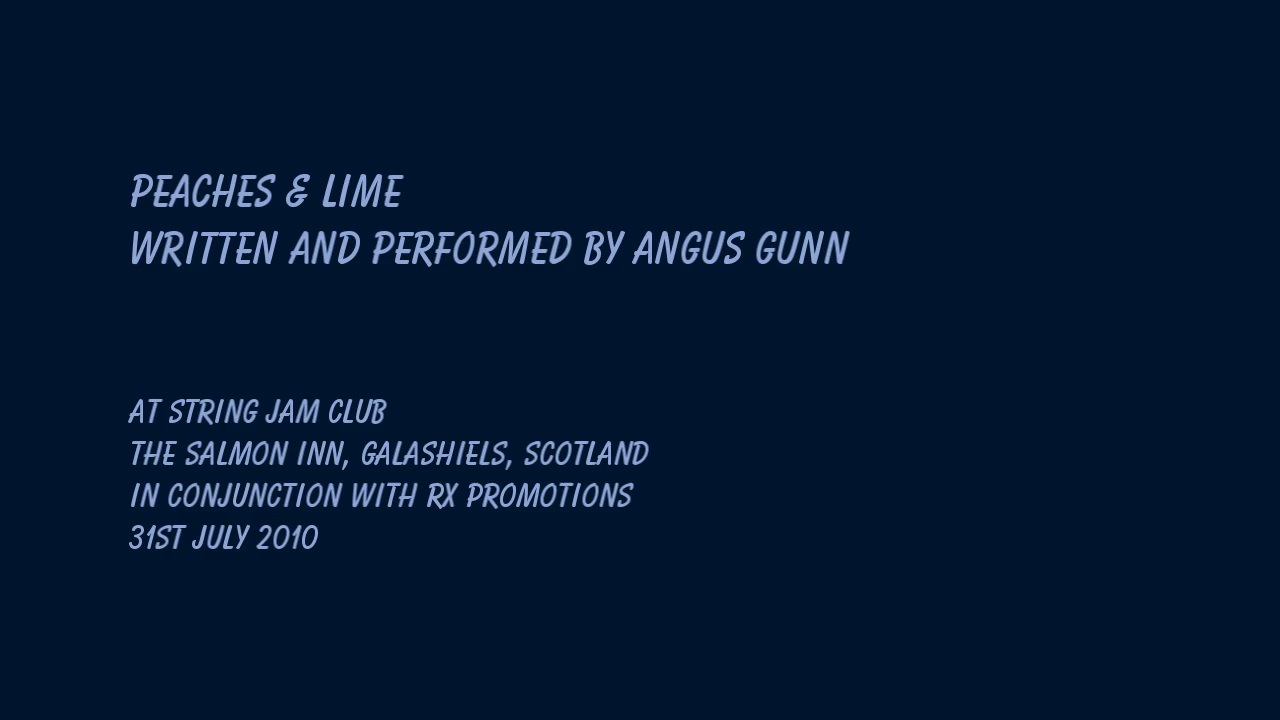 PEACHES & LIME
WRITTEN AND PERFORMED BY ANGUS GUNN
AT STRING JAM CLUB
THE SALMON INN, GALASHIELS, SCOTLAND
IN CONJUNCTION WITH RX PROMOTIONS
31ST JULY 2010